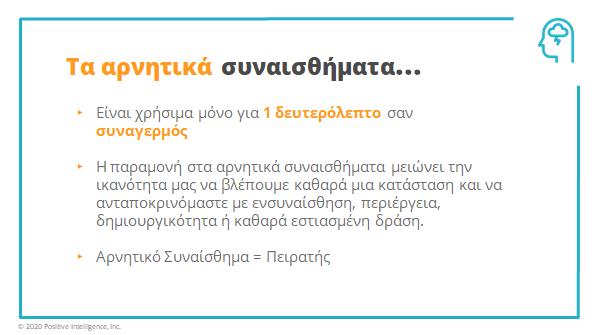 Τα αρνητικά συναισθήματα...
Είναι χρήσιμα μόνο για 1 δευτερόλεπτο σαν
συναγερμός
Η παραμονή στα αρνητικά συναισθήματα μειώνει την
ικανότητα μας να βλέπουμε καθαρά μια κατάσταση και να
ανταποκρινόμαστε με ενσυναίσθηση, περιέργεια,
δημιουργικότητα ή καθαρά εστιασμένη δράση.
Αρνητικό Συναίσθημα = Πειρατής
© 2020 Positive Intelligence, Inc.